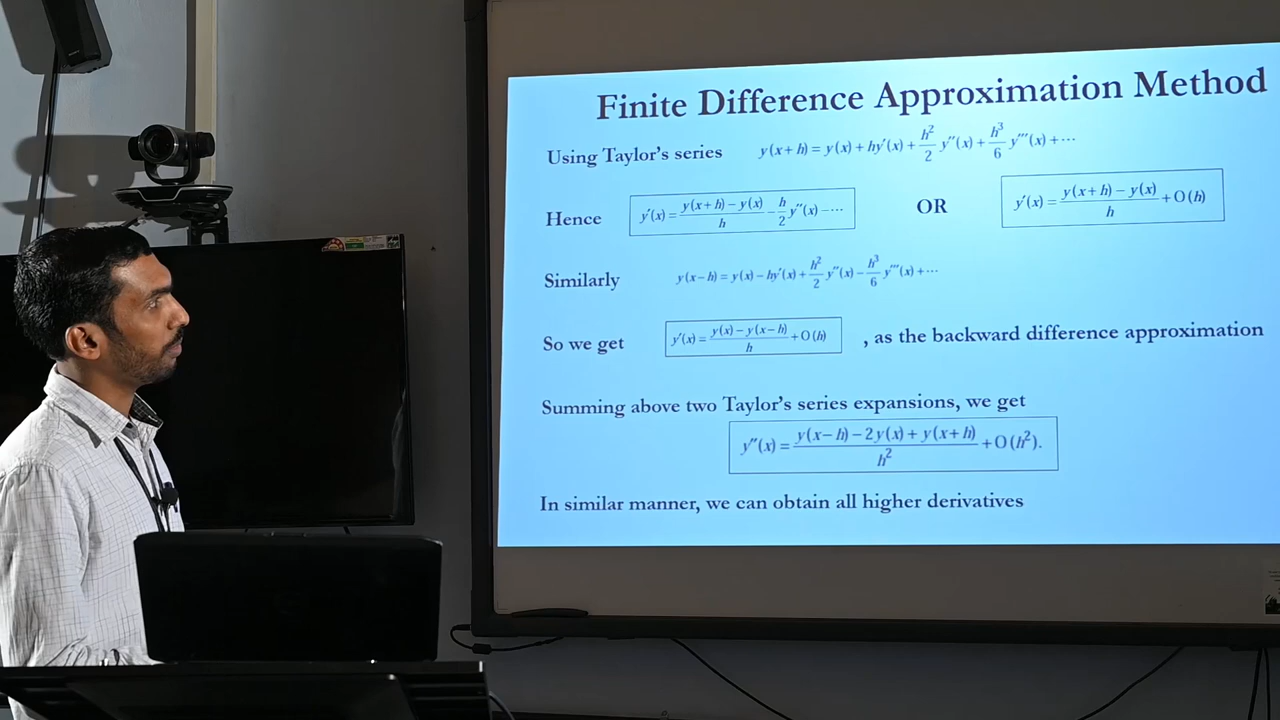 Finite Difference Approximation Method
Using Taylor's series y(x+h) = y(x) + hy′(x) + h²/2 y″(x) + h³/6 y‴(x) + ⋯
Hence y′(x) = y(x+h) − y(x)/h − h/2 y″(x) − ⋯ OR y′(x) = y(x+h) − y(x)/h + O(h)
Similarly y(x−h) = y(x) − hy′(x) + h²/2 y″(x) − h³/6 y‴(x) + ⋯
So we get y′(x) = y(x) − y(x−h)/h + O(h) , as the backward difference approximation
Summing above two Taylor's series expansions, we get
y″(x) = y(x−h) − 2y(x) + y(x+h)/h² + O(h²).
In similar manner, we can obtain all higher derivatives